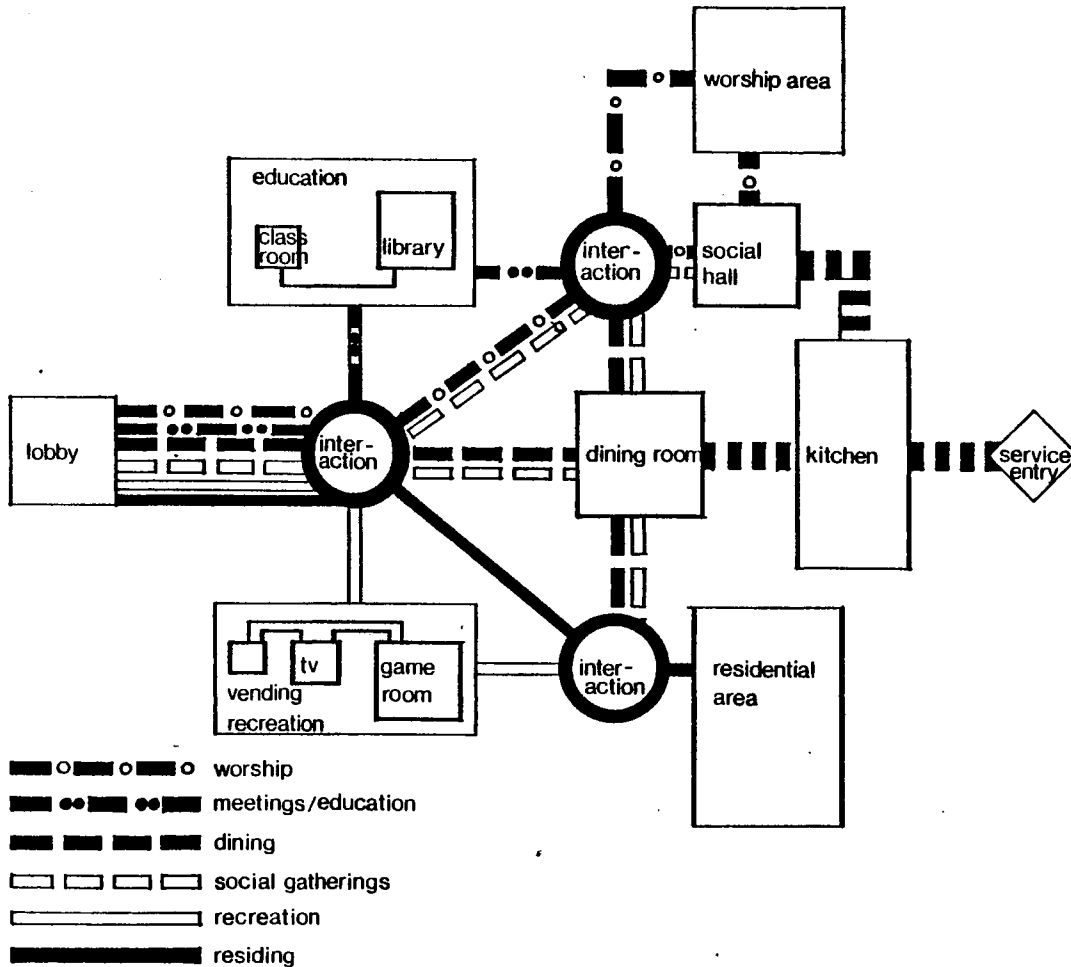 worship area
education
class
room
library
inter-
action
social
hall
lobby
inter-
action
dining room
kitchen
service
entry
tv
game
room
vending
recreation
inter-
action
residential
area
worship
meetings/education
dining
social gatherings
recreation
residing